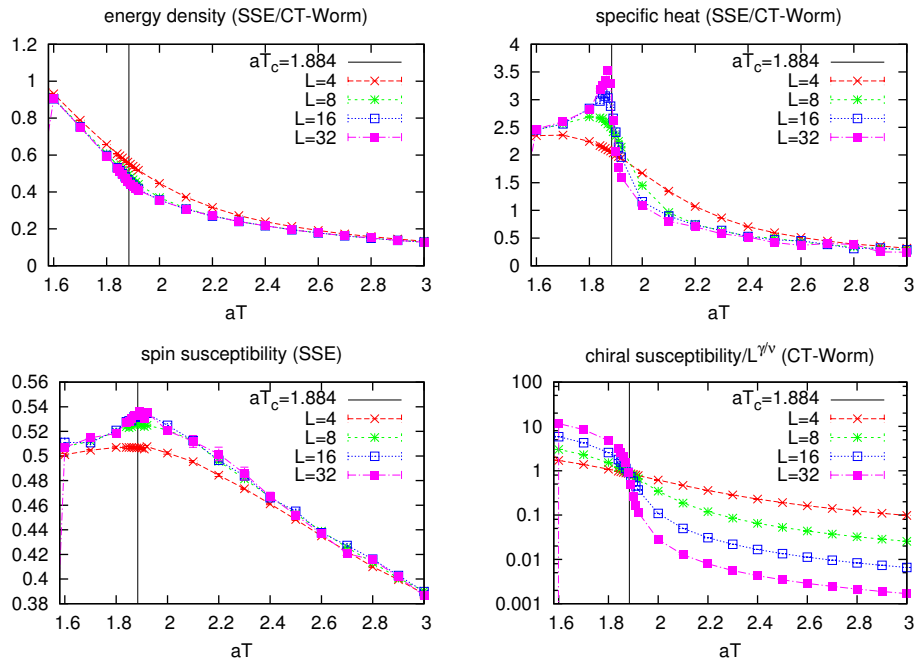 energy density (SSE/CT-Worm)
1.2
1
0.8
0.6
0.4
0.2
0
aTc=1.884
L=4
L=8
L=16
L=32
1.6 1.8 2 2.2 2.4 2.6 2.8 3
aT
specific heat (SSE/CT-Worm)
4
3.5
3
2.5
2
1.5
1
0.5
0
aTc=1.884
L=4
L=8
L=16
L=32
1.6 1.8 2 2.2 2.4 2.6 2.8 3
aT
spin susceptibility (SSE)
0.56
0.54
0.52
0.5
0.48
0.46
0.44
0.42
0.4
0.38
aTc=1.884
L=4
L=8
L=16
L=32
1.6 1.8 2 2.2 2.4 2.6 2.8 3
aT
chiral susceptibility/L^γ/ν (CT-Worm)
100
10
1
0.1
0.01
0.001
aTc=1.884
L=4
L=8
L=16
L=32
1.6 1.8 2 2.2 2.4 2.6 2.8 3
aT